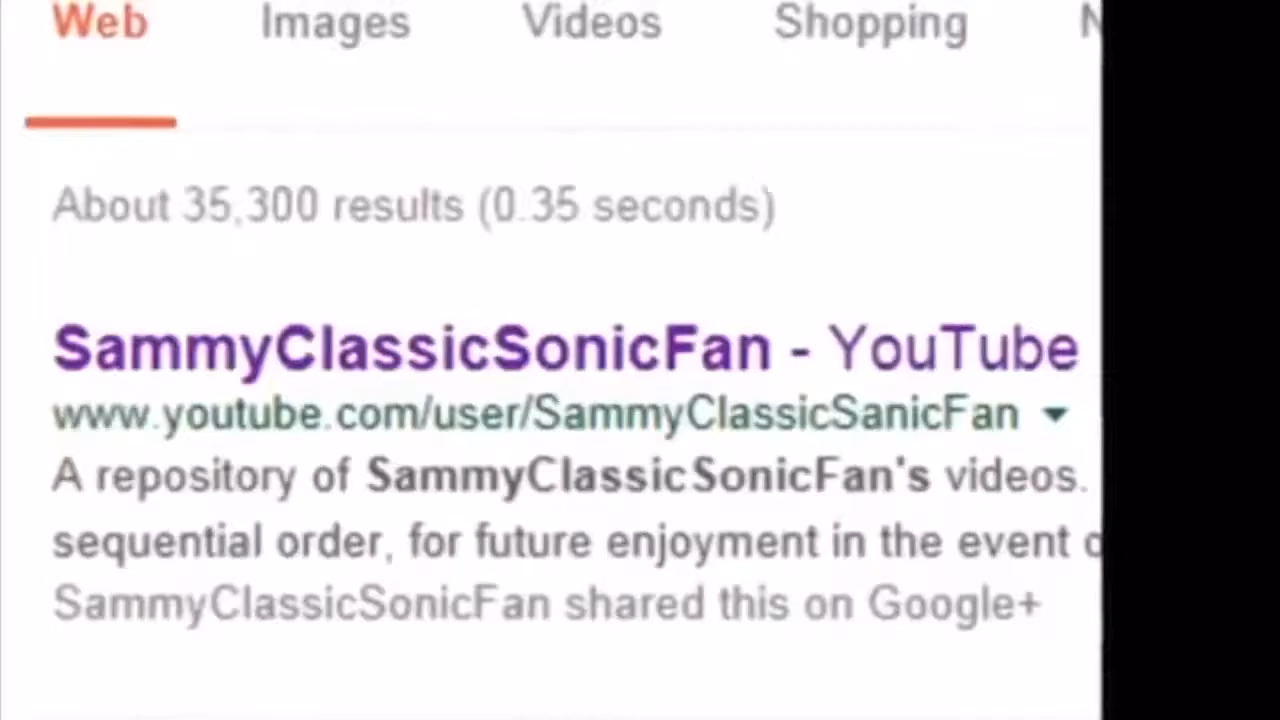 Web Images Videos Shopping
About 35,300 results (0.35 seconds)
SammyClassicSonicFan - YouTube
www.youtube.com/user/SammyClassicSanicFan
A repository of SammyClassicSonicFan's videos.
sequential order, for future enjoyment in the event
SammyClassicSonicFan shared this on Google+